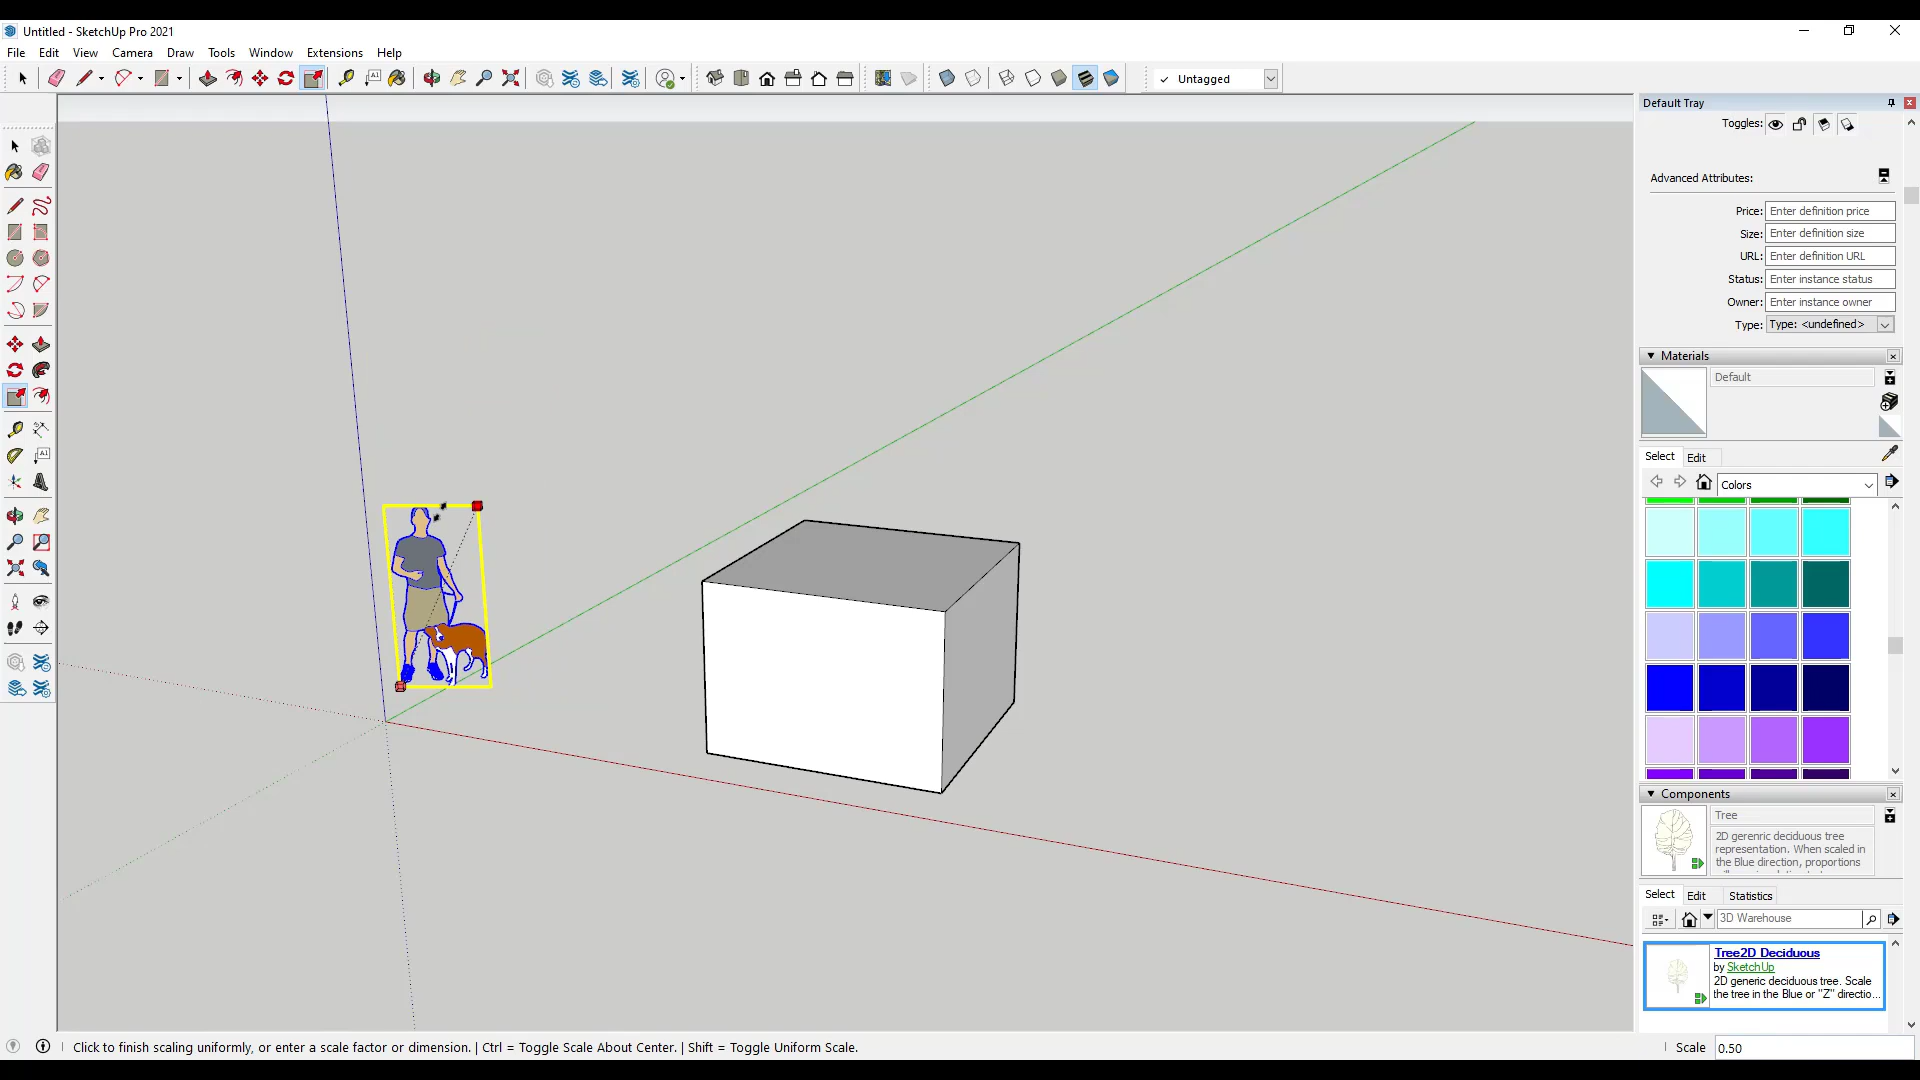 Untitled - SketchUp Pro 2021
File Edit View Camera Draw Tools Window Extensions Help
A1
Untagged
Default Tray
Toggles:
Advanced Attributes:
Price: Enter definition price
Size: Enter definition size
URL: Enter definition URL
Status: Enter instance status
Owner: Enter instance owner
Type: Type: <undefined>
Materials
Default
Select Edit
Colors
A1
Components
Tree
2D gerenric deciduous tree
representation. When scaled in
the Blue direction, proportions
Select Edit Statistics
3D Warehouse
Tree2D Deciduous
by SketchUp
2D generic deciduous tree. Scale
the tree in the Blue or "Z" directio...
Click to finish scaling uniformly, or enter a scale factor or dimension. | Ctrl = Toggle Scale About Center. | Shift = Toggle Uniform Scale.
Scale 0.50